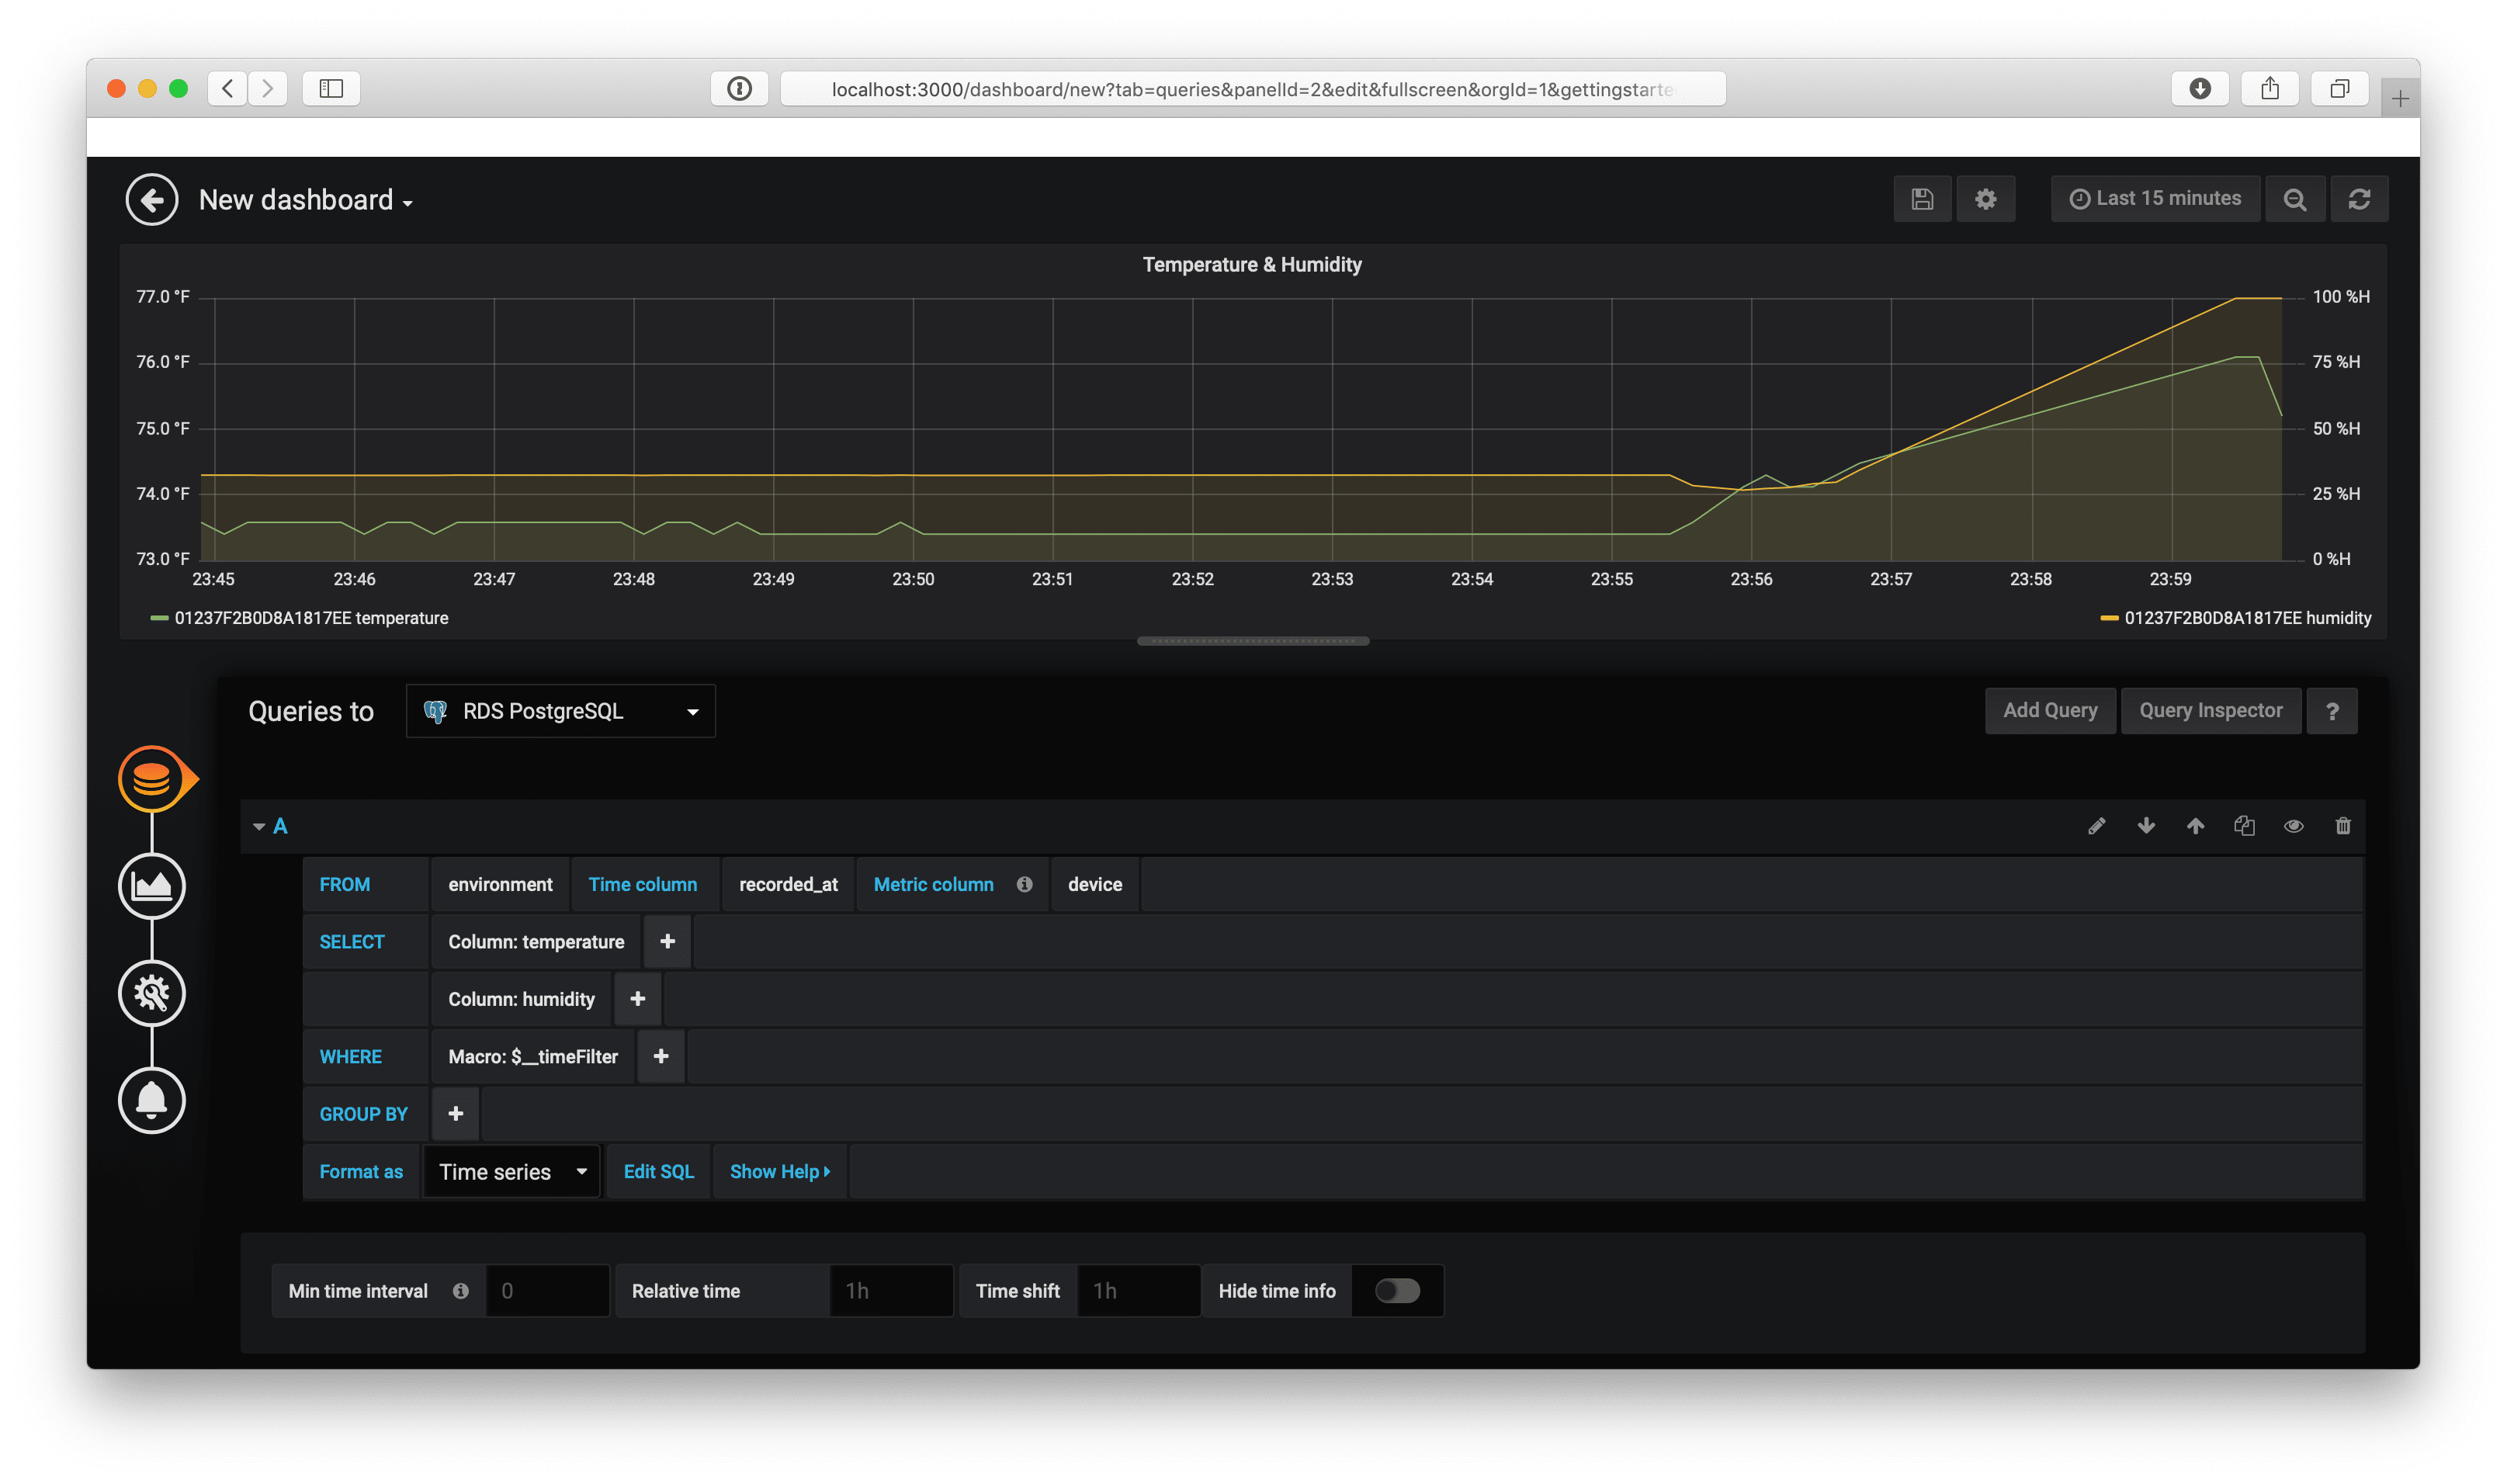 localhost:3000/dashboard/new?tab=queries&panelId=2&edit&fullscreen&orgId=1&gettingstarte
New dashboard
Last 15 minutes
Temperature & Humidity
77.0 °F
100 %H
76.0 °F
75 %H
75.0 °F
50 %H
74.0 °F
25 %H
73.0 °F
0 %H
23:45 23:46 23:47 23:48 23:49 23:50 23:51 23:52 23:53 23:54 23:55 23:56 23:57 23:58 23:59
01237F2B0D8A1817EE temperature
01237F2B0D8A1817EE humidity
Queries to RDS PostgreSQL
Add Query Query Inspector ?
A
FROM environment Time column recorded_at Metric column device
SELECT Column: temperature +
Column: humidity +
WHERE Macro: $__timeFilter +
GROUP BY +
Format as Time series Edit SQL Show Help
Min time interval 0 Relative time 1h Time shift 1h Hide time info